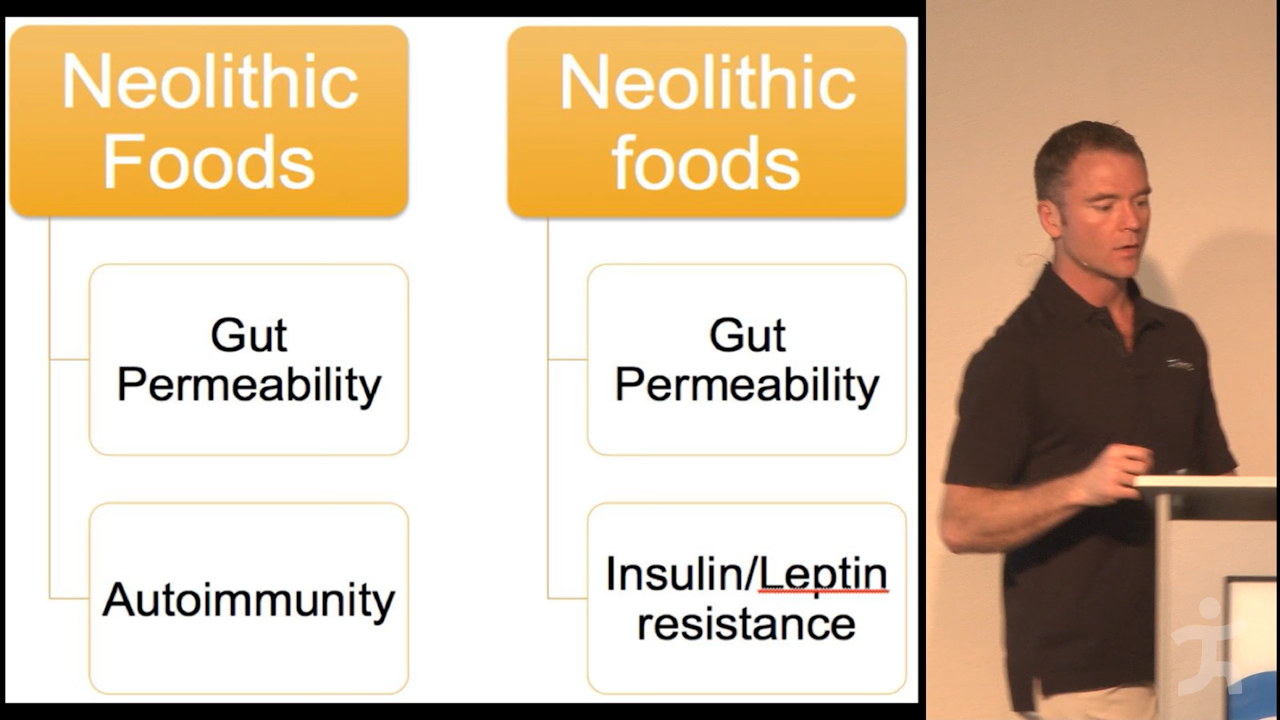 Neolithic
Foods
Gut
Permeability
Autoimmunity
Neolithic
foods
Gut
Permeability
Insulin/Leptin
resistance